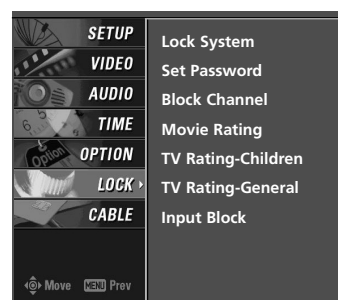 SETUP
VIDEO
AUDIO
TIME
OPTION
LOCK
CABLE
Move MENU Prev
Lock System
Set Password
Block Channel
Movie Rating
TV Rating-Children
TV Rating-General
Input Block